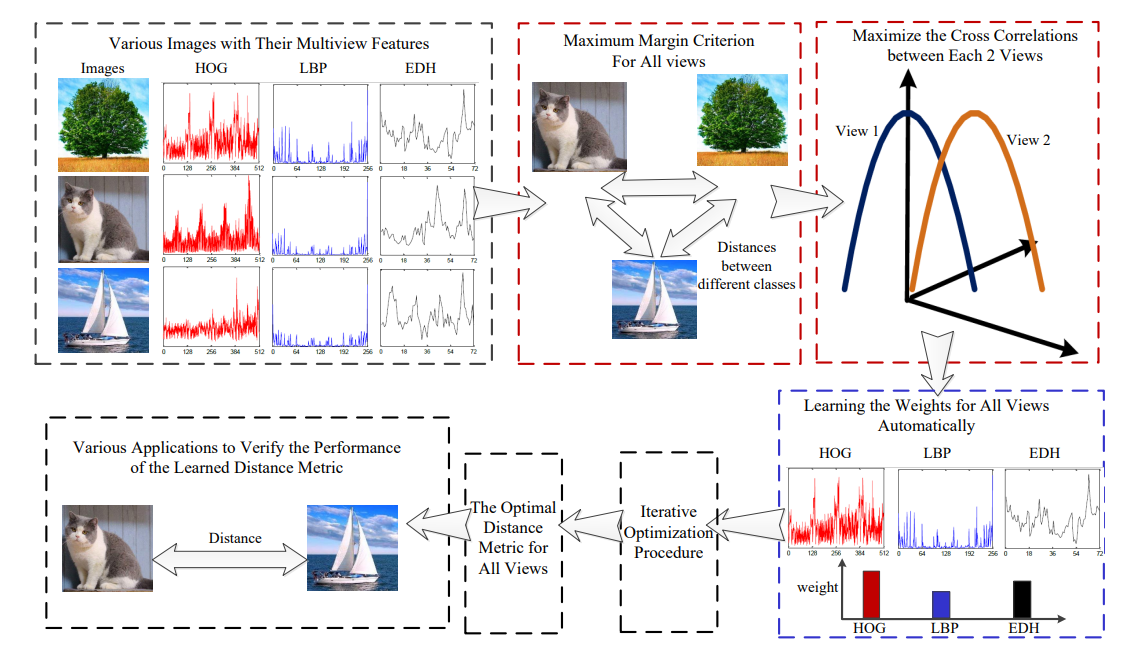 Various Images with Their Multiview Features
Images HOG LBP EDH
0 128 256 384 512 0 64 128 192 256 0 18 36 54 72
0 128 256 384 512 0 64 128 192 256 0 18 36 54 72
0 128 256 384 512 0 64 128 192 256 0 18 36 54 72
Maximum Margin Criterion
For All views
Distances
between
different classes
Maximize the Cross Correlations
between Each 2 Views
View 1
View 2
Learning the Weights for All Views
Automatically
HOG LBP EDH
0 128 256 384 512 0 64 128 192 256 0 18 36 54 72
weight
HOG LBP EDH
Iterative
Optimization
Procedure
The Optimal
Distance
Metric for
All Views
Various Applications to Verify the Performance
of the Learned Distance Metric
Distance